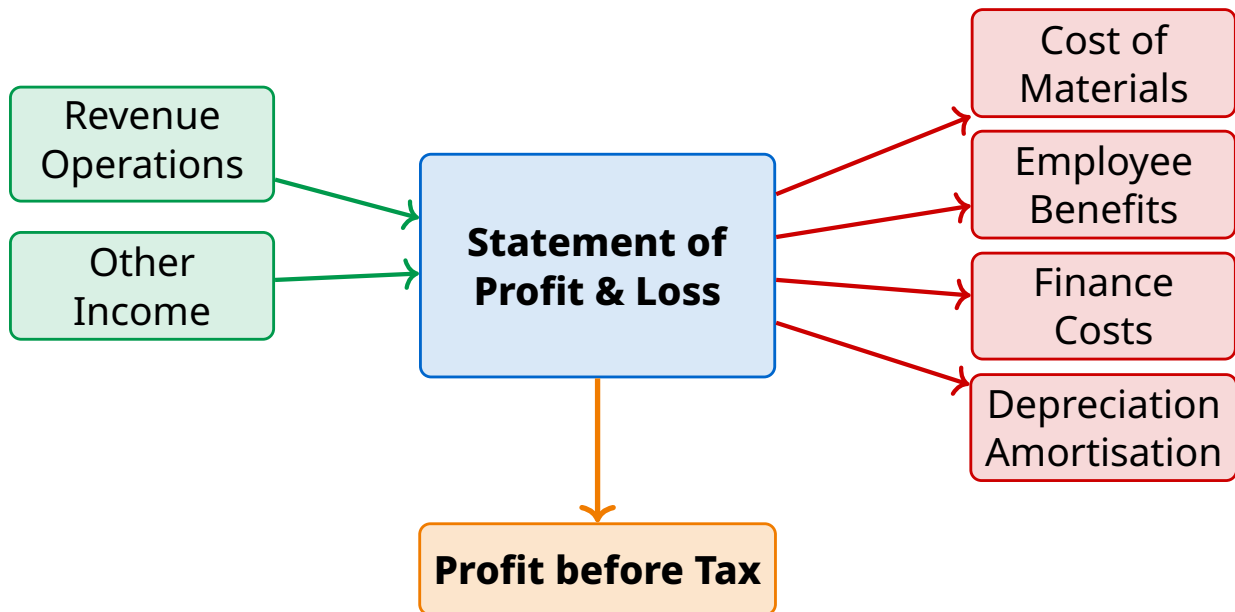 Revenue
Operations
Other
Income
Statement of
Profit & Loss
Cost of
Materials
Employee
Benefits
Finance
Costs
Depreciation
Amortisation
Profit before Tax